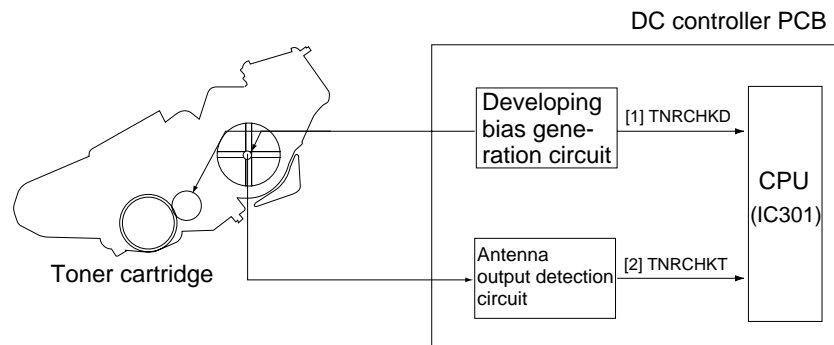 DC controller PCB
Developing
bias gene-
ration circuit
[1] TNRCHKD
CPU
(IC301)
Antenna
output detection
circuit
[2] TNRCHKT
Toner cartridge